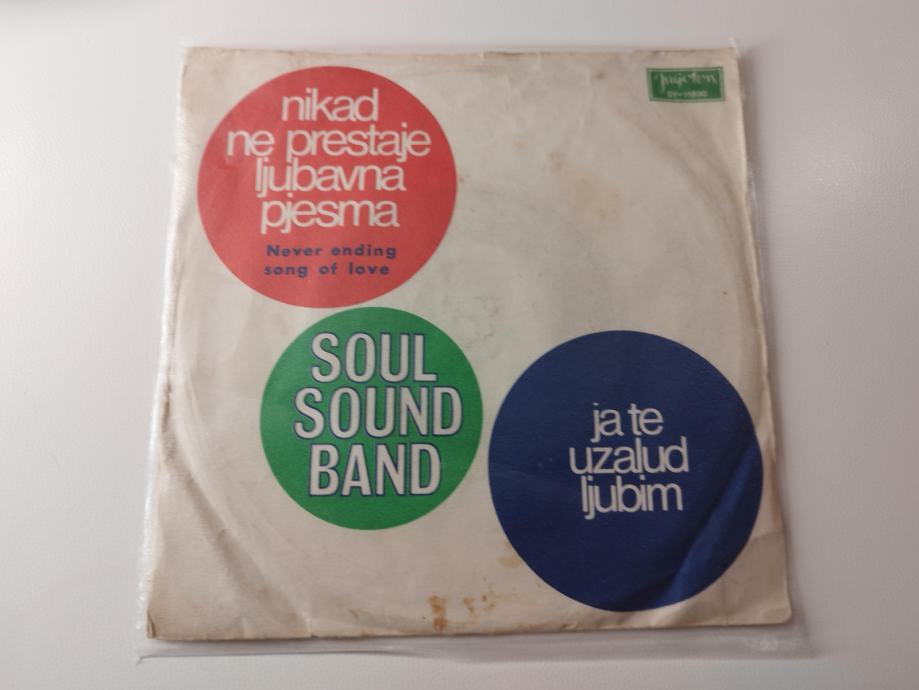 nikad
ne prestaje
ljubavna
pjesma
Never ending
song of love
Jugoton
SOUL
SOUND
BAND
ja te
uzalud
ljubim